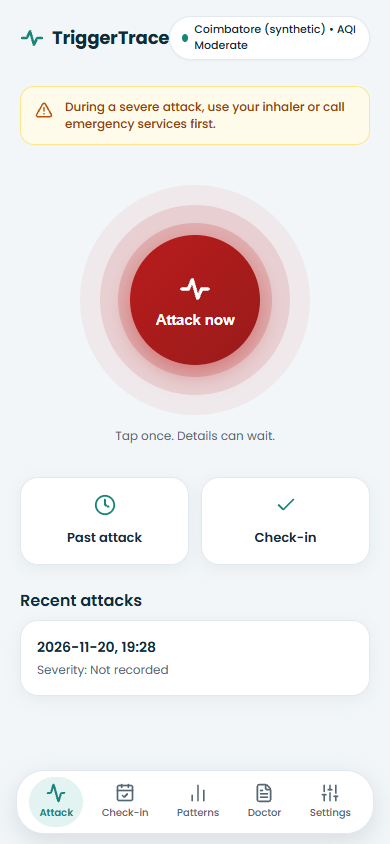 TriggerTrace
Coimbatore (synthetic) • AQI
Moderate
During a severe attack, use your inhaler or call
emergency services first.
Attack now
Tap once. Details can wait.
Past attack
Check-in
Recent attacks
2026-11-20, 19:28
Severity: Not recorded
Attack
Check-in
Patterns
Doctor
Settings